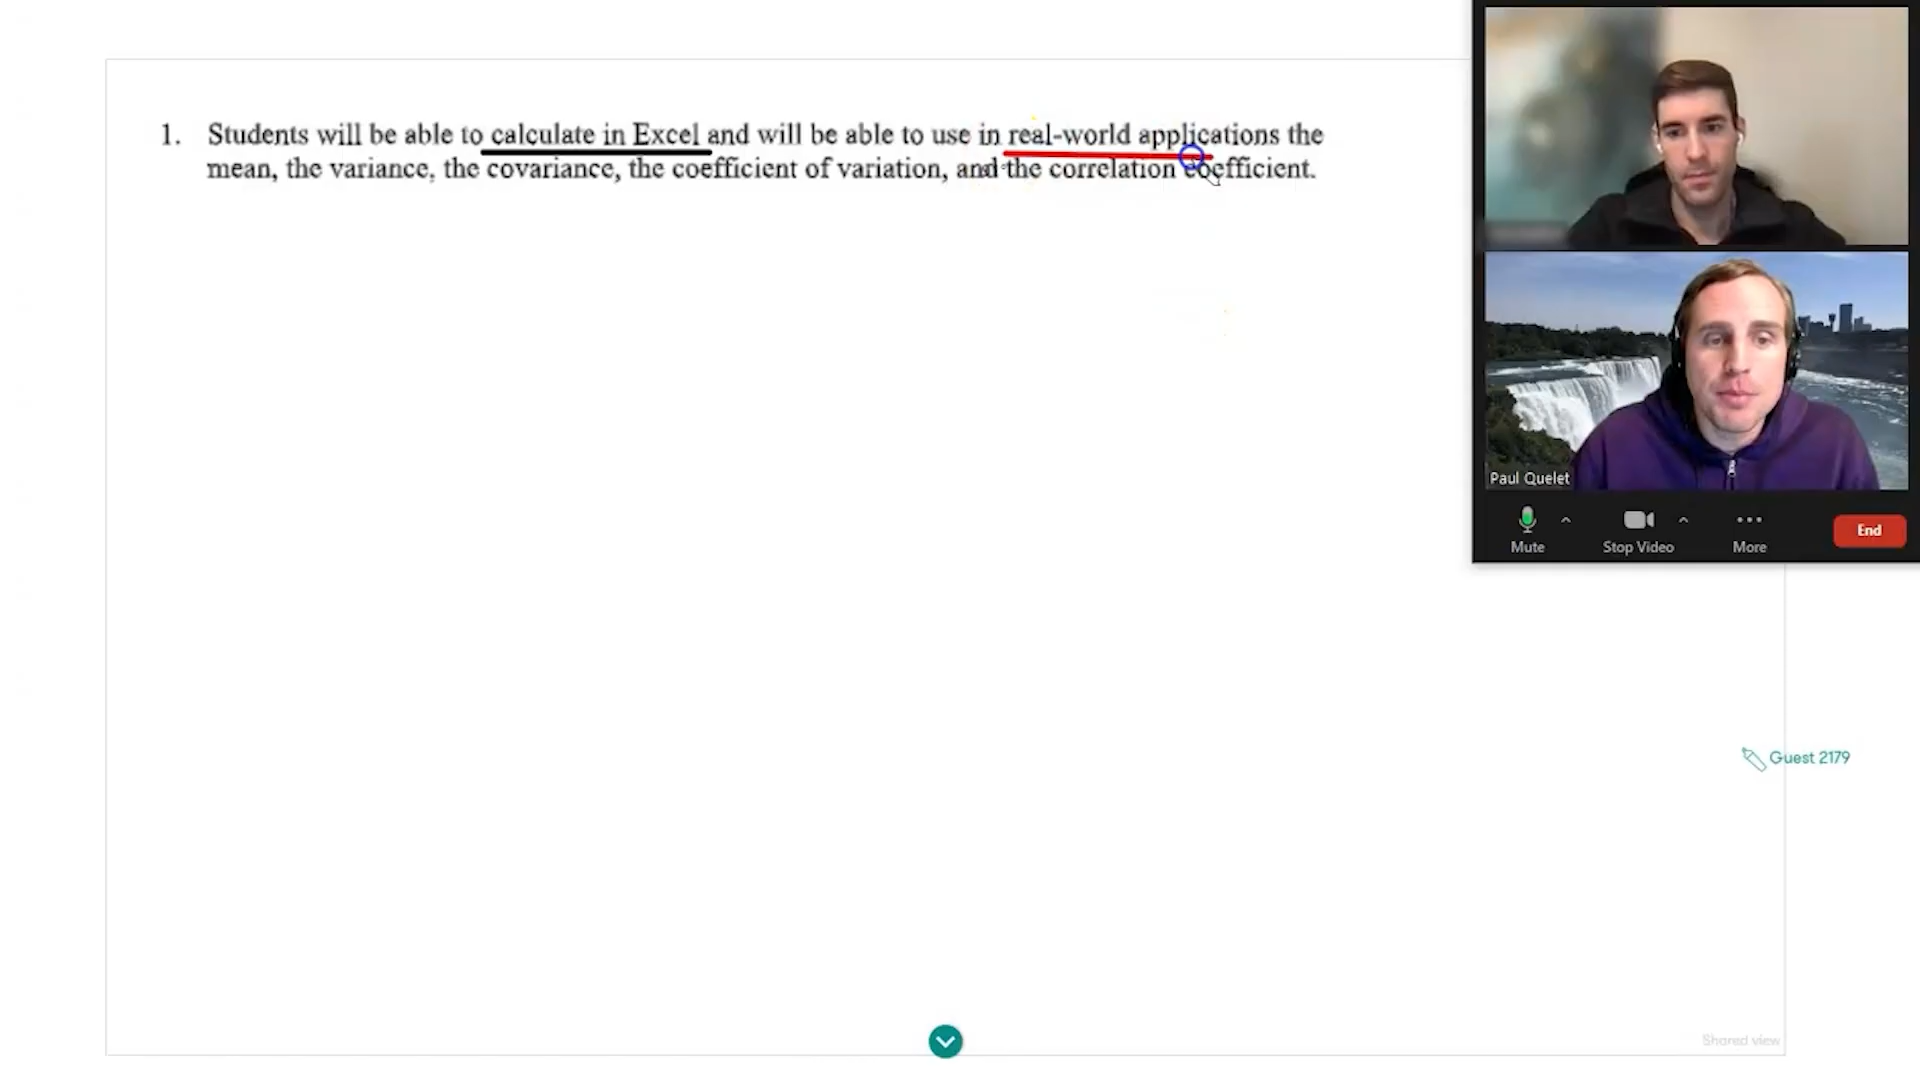 1. Students will be able to calculate in Excel and will be able to use in real-world applications the
mean, the variance, the covariance, the coefficient of variation, and the correlation coefficient.
Paul Quelet
Mute
Stop Video
More
End
Guest 2179
Shared view